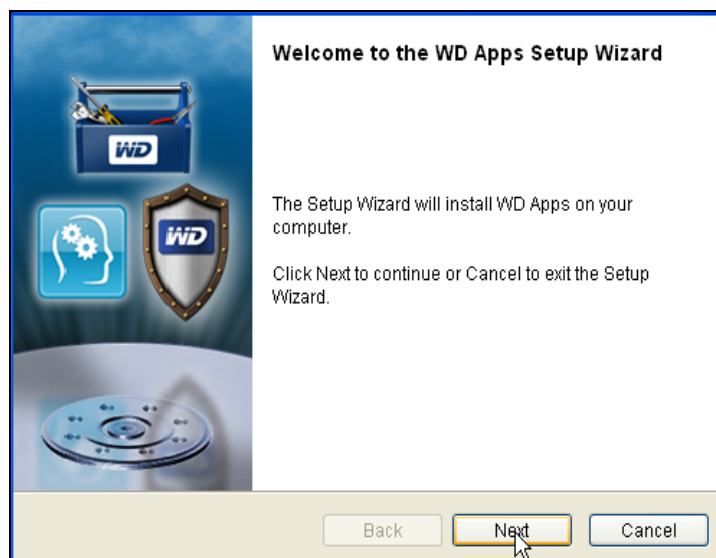 Welcome to the WD Apps Setup Wizard
WD
WD
The Setup Wizard will install WD Apps on your
computer.
Click Next to continue or Cancel to exit the Setup
Wizard.
Back
Next
Cancel